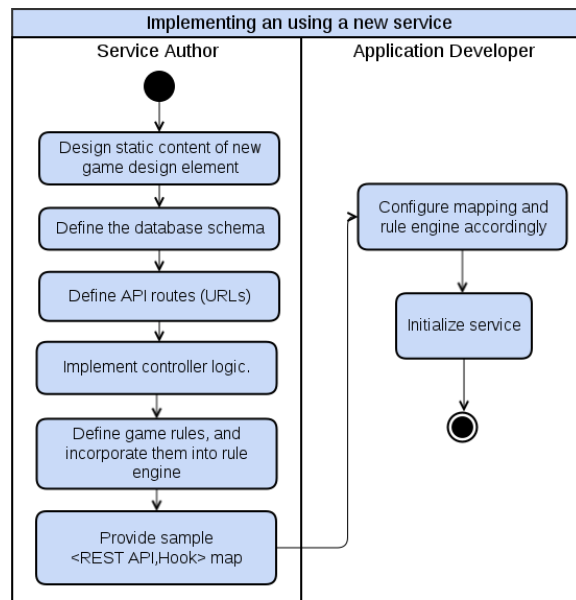 Implementing an using a new service
Service Author
Application Developer
Design static content of new
game design element
Define the database schema
Define API routes (URLs)
Implement controller logic.
Define game rules, and
incorporate them into rule
engine
Provide sample
<REST API,Hook> map
Configure mapping and
rule engine accordingly
Initialize service